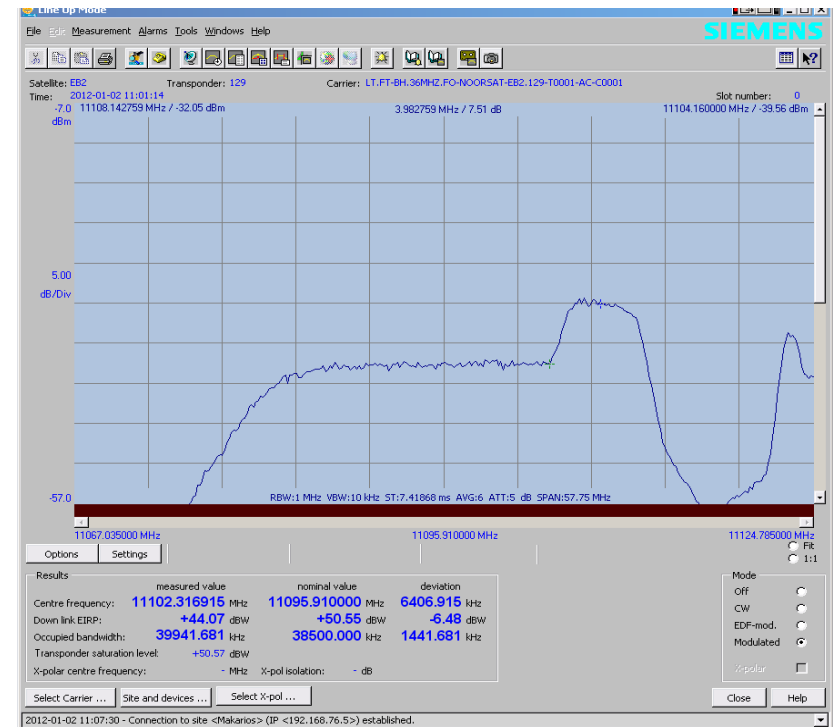 Line Up Mode
File Edit Measurement Alarms Tools Windows Help
SIEMENS
Satellite: EB2 Transponder: 129 Carrier: LT.FT-BH.36MHZ.FO-NOORSAT-EB2.129-T0001-AC-C0001
Time: 2012-01-02 11:01:14 Slot number: 0
-7.0 11108.142759 MHz / -32.05 dBm 3.982759 MHz / 7.51 dB 11104.160000 MHz / -39.56 dBm
dBm
5.00
dB/Div
-57.0 RBW:1 MHz VBW:10 kHz ST:7.41868 ms AVG:6 ATT:5 dB SPAN:57.75 MHz
11067.035000 MHz 11095.910000 MHz 11124.785000 MHz
Options Settings Fit
1:1
Results Mode
measured value nominal value deviation Off
Centre frequency: 11102.316915 MHz 11095.910000 MHz 6406.915 kHz CW
Down link EIRP: +44.07 dBW +50.55 dBW -6.48 dBW EDF-mod.
Occupied bandwidth: 39941.681 kHz 38500.000 kHz 1441.681 kHz Modulated
Transponder saturation level: +50.57 dBW
X-polar centre frequency: - MHz X-pol isolation: - dB X-polar
Select Carrier ... Site and devices ... Select X-pol ... Close Help
2012-01-02 11:07:30 - Connection to site <Makarios> (IP <192.168.76.5>) established.